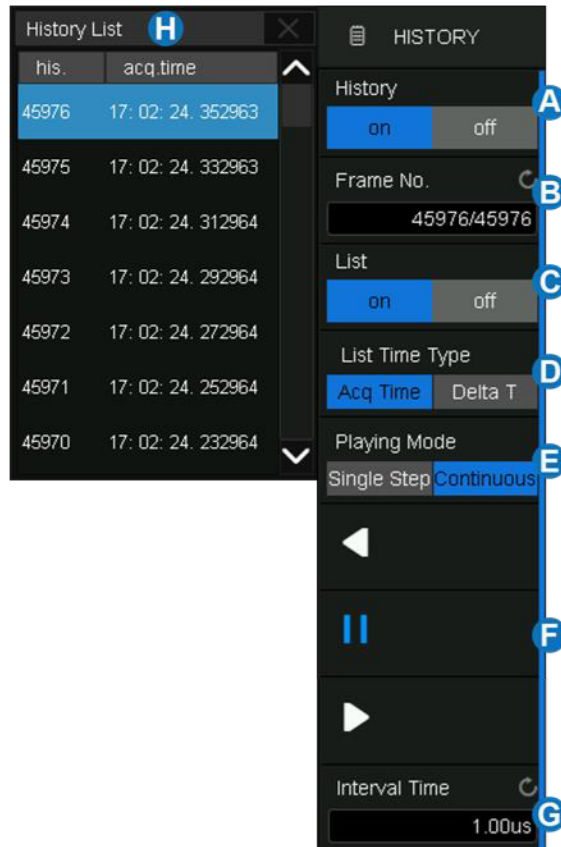 History List H
his. acq.time
45976 17: 02: 24. 352963
45975 17: 02: 24. 332963
45974 17: 02: 24. 312964
45973 17: 02: 24. 292964
45972 17: 02: 24. 272964
45971 17: 02: 24. 252964
45970 17: 02: 24. 232964
HISTORY
History
A
on off
Frame No.
B
45976/45976
List
C
on off
List Time Type
D
Acq Time Delta T
Playing Mode
E
Single Step Continuous
F
Interval Time
G
1.00us